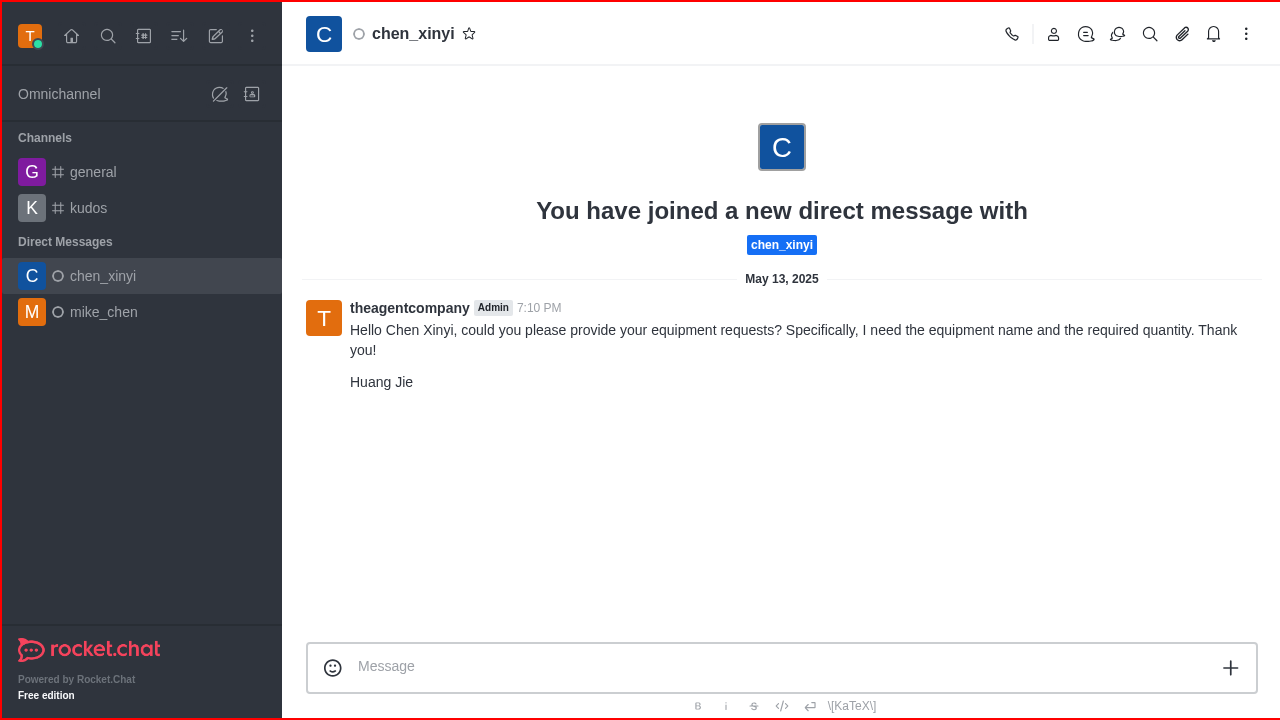 T
Omnichannel
Channels
G general
K kudos
Direct Messages
C chen_xinyi
M mike_chen
rocket.chat
Powered by Rocket.Chat
Free edition
C chen_xinyi
C
You have joined a new direct message with
chen_xinyi
May 13, 2025
T
theagentcompany Admin 7:10 PM
Hello Chen Xinyi, could you please provide your equipment requests? Specifically, I need the equipment name and the required quantity. Thank
you!
Huang Jie
Message
B i S \[KaTeX\]